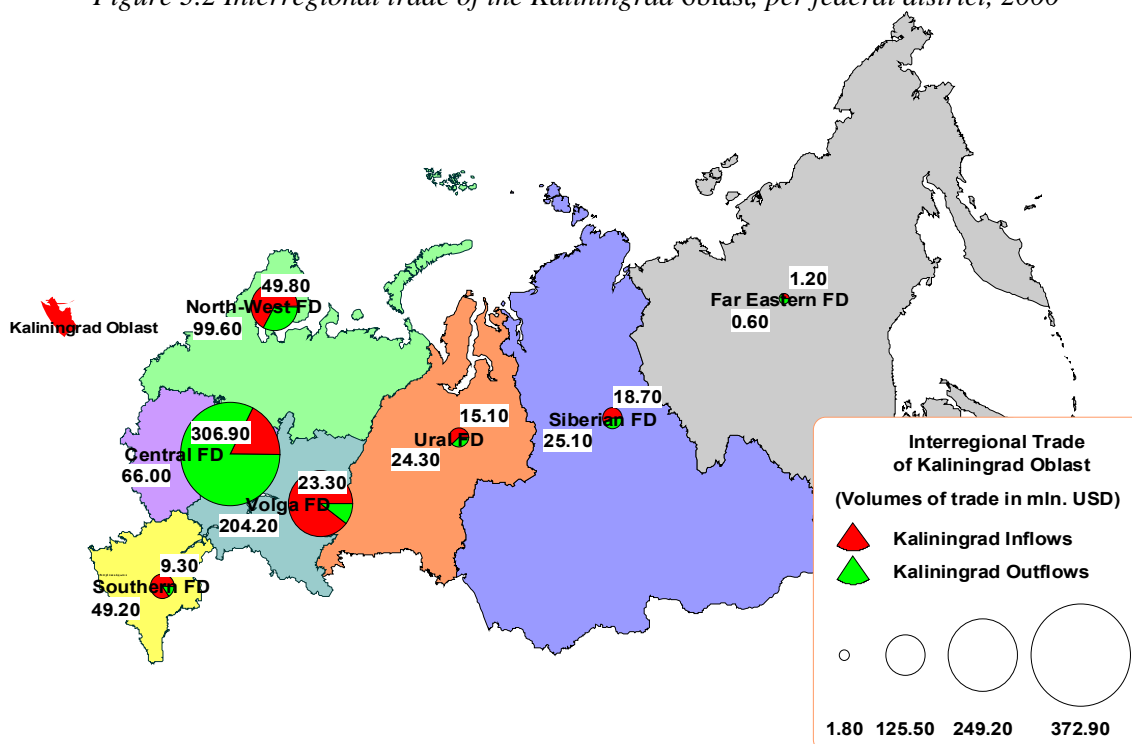 Figure 3.2 Interregional trade of the Kaliningrad oblast, per federal district, 2000
1.20
Far Eastern FD
0.60
49.80
North-West FD
99.60
Kaliningrad Oblast
18.70
Siberian FD
25.10
15.10
Ural FD
24.30
306.90
Central FD
66.00
23.30
Volga FD
204.20
9.30
Southern FD
49.20
Interregional Trade
of Kaliningrad Oblast
(Volumes of trade in mln. USD)
Kaliningrad Inflows
Kaliningrad Outflows
1.80 125.50 249.20 372.90